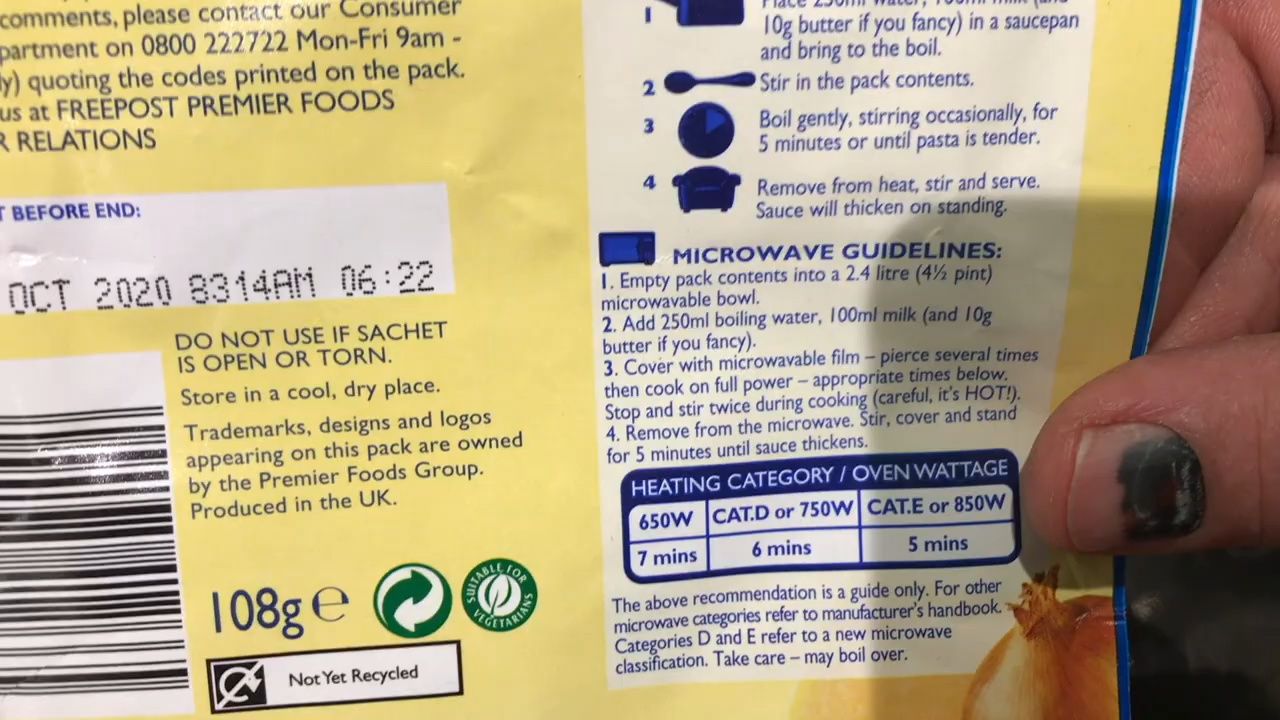 comments, please contact our Consumer
partment on 0800 222722 Mon-Fri 9am -
ly) quoting the codes printed on the pack.
us at FREEPOST PREMIER FOODS
R RELATIONS
T BEFORE END:
OCT 2020 8314AM 06:22
DO NOT USE IF SACHET
IS OPEN OR TORN.
Store in a cool, dry place.
Trademarks, designs and logos
appearing on this pack are owned
by the Premier Foods Group.
Produced in the UK.
108g e
SUITABLE FOR VEGETARIANS
Not Yet Recycled
1 Place 250ml water, 100ml milk (and
10g butter if you fancy) in a saucepan
and bring to the boil.
2 Stir in the pack contents.
3 Boil gently, stirring occasionally, for
5 minutes or until pasta is tender.
4 Remove from heat, stir and serve.
Sauce will thicken on standing.
MICROWAVE GUIDELINES:
1. Empty pack contents into a 2.4 litre (4½ pint)
microwavable bowl.
2. Add 250ml boiling water, 100ml milk (and 10g
butter if you fancy).
3. Cover with microwavable film – pierce several times
then cook on full power – appropriate times below.
Stop and stir twice during cooking (careful, it's HOT!).
4. Remove from the microwave. Stir, cover and stand
for 5 minutes until sauce thickens.
HEATING CATEGORY / OVEN WATTAGE
650W CAT.D or 750W CAT.E or 850W
7 mins 6 mins 5 mins
The above recommendation is a guide only. For other
microwave categories refer to manufacturer's handbook.
Categories D and E refer to a new microwave
classification. Take care – may boil over.